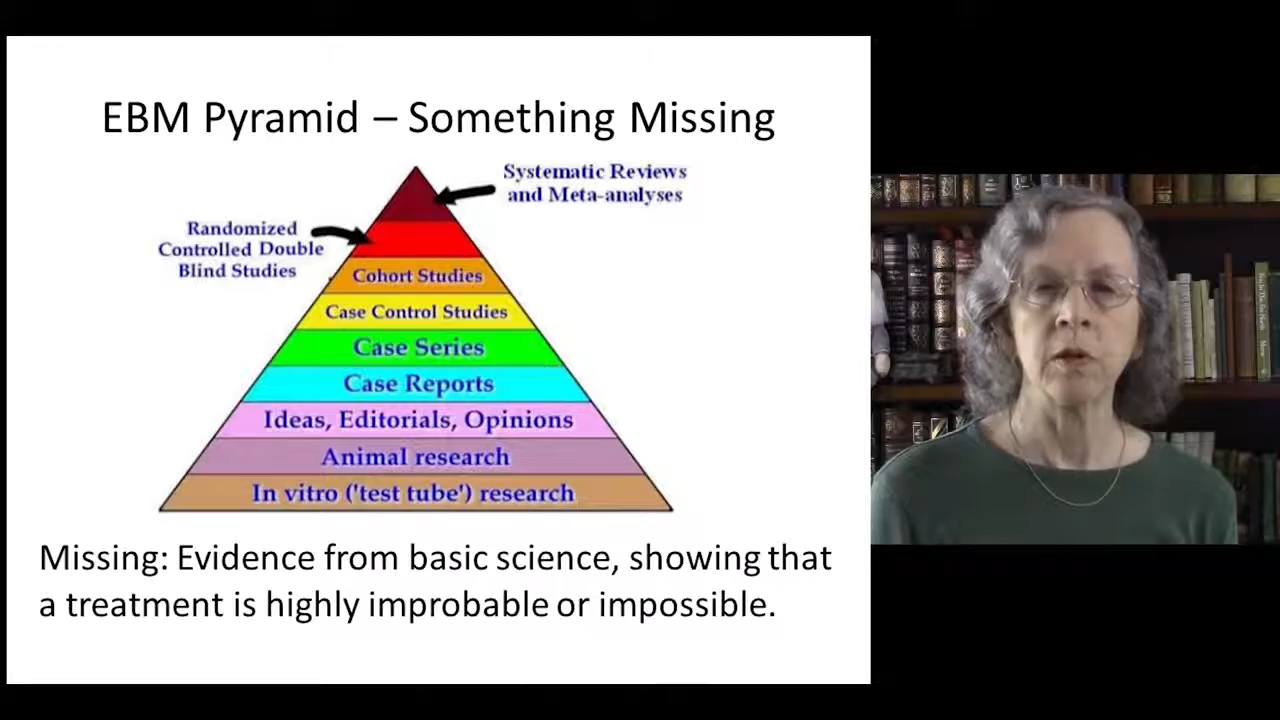 EBM Pyramid – Something Missing
Systematic Reviews
and Meta-analyses
Randomized
Controlled Double
Blind Studies
Cohort Studies
Case Control Studies
Case Series
Case Reports
Ideas, Editorials, Opinions
Animal research
In vitro ('test tube') research
Missing: Evidence from basic science, showing that
a treatment is highly improbable or impossible.